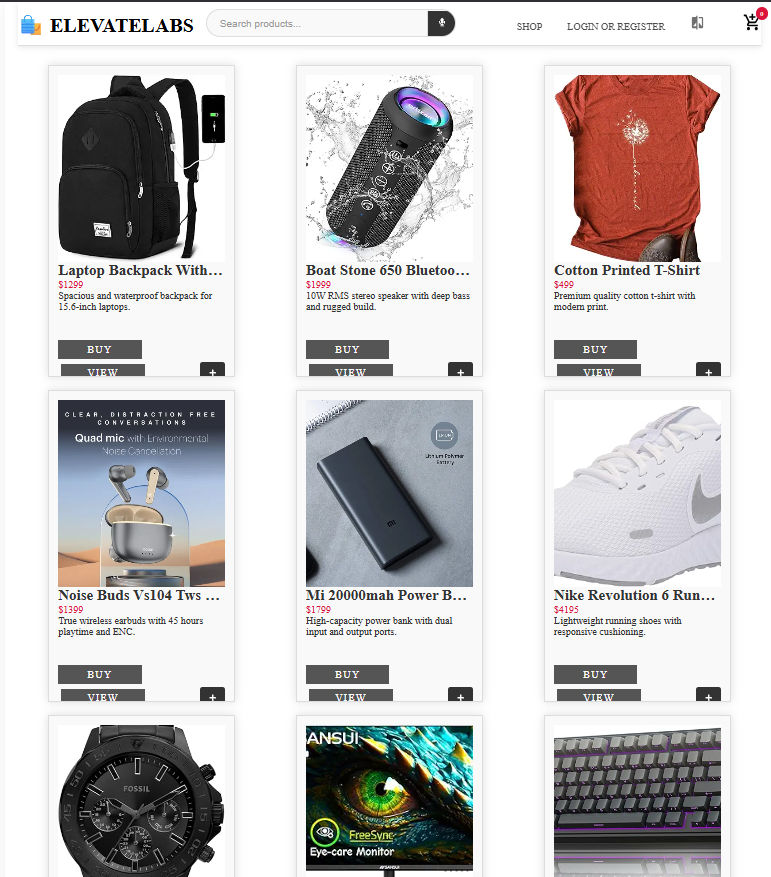 ELEVATELABS
Search products...
SHOP
LOGIN OR REGISTER
0
Laptop Backpack With...
$1299
Spacious and waterproof backpack for
15.6-inch laptops.
BUY
VIEW
+
Boat Stone 650 Bluetoo...
$1999
10W RMS stereo speaker with deep bass
and rugged build.
BUY
VIEW
+
Cotton Printed T-Shirt
$499
Premium quality cotton t-shirt with
modern print.
BUY
VIEW
+
CLEAR, DISTRACTION FREE
CONVERSATIONS
Quad mic with Environmental
Noise Cancellation
Noise Buds Vs104 Tws ...
$1399
True wireless earbuds with 45 hours
playtime and ENC.
BUY
VIEW
+
Lithium Polymer
Battery
mi
Mi 20000mah Power B...
$1799
High-capacity power bank with dual
input and output ports.
BUY
VIEW
+
Nike Revolution 6 Run...
$4195
Lightweight running shoes with
responsive cushioning.
BUY
VIEW
+
FOSSIL
ANSUI
FreeSync
Eye-care Monitor